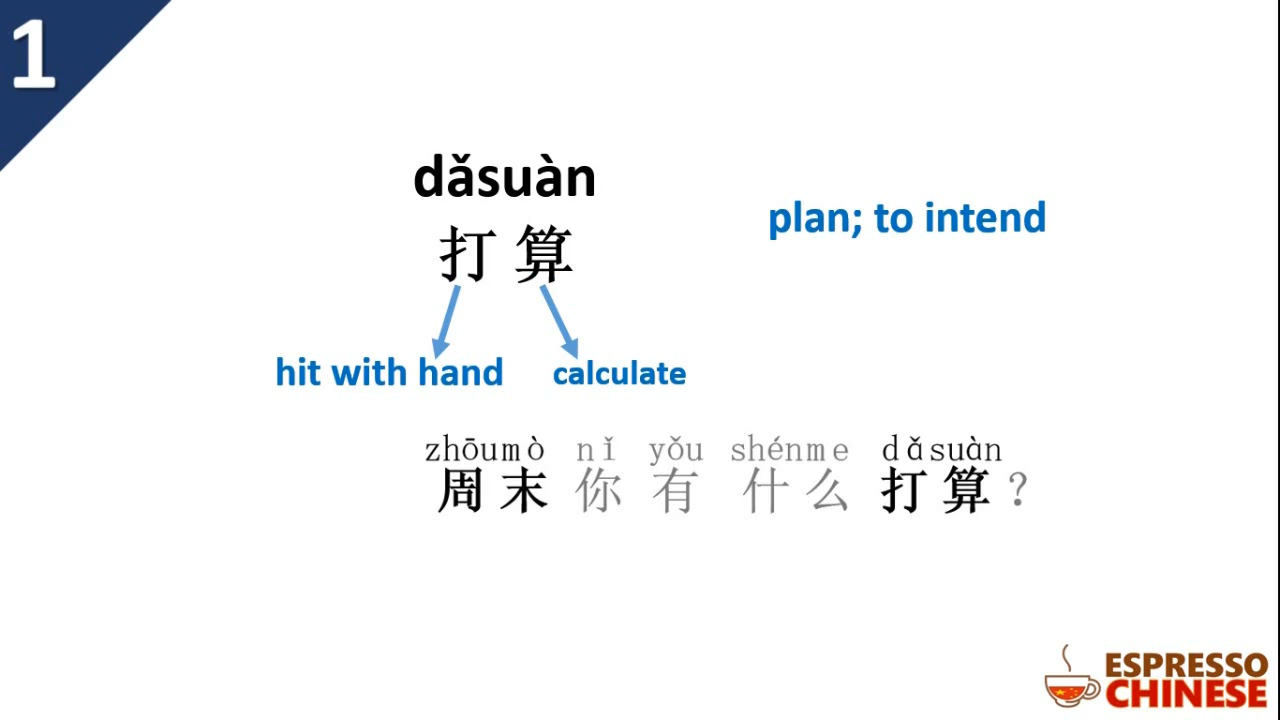 1
dǎsuàn
打算
plan; to intend
hit with hand
calculate
zhōumò nǐ yǒu shénme dǎsuàn
周末你有什么打算？
ESPRESSO
CHINESE